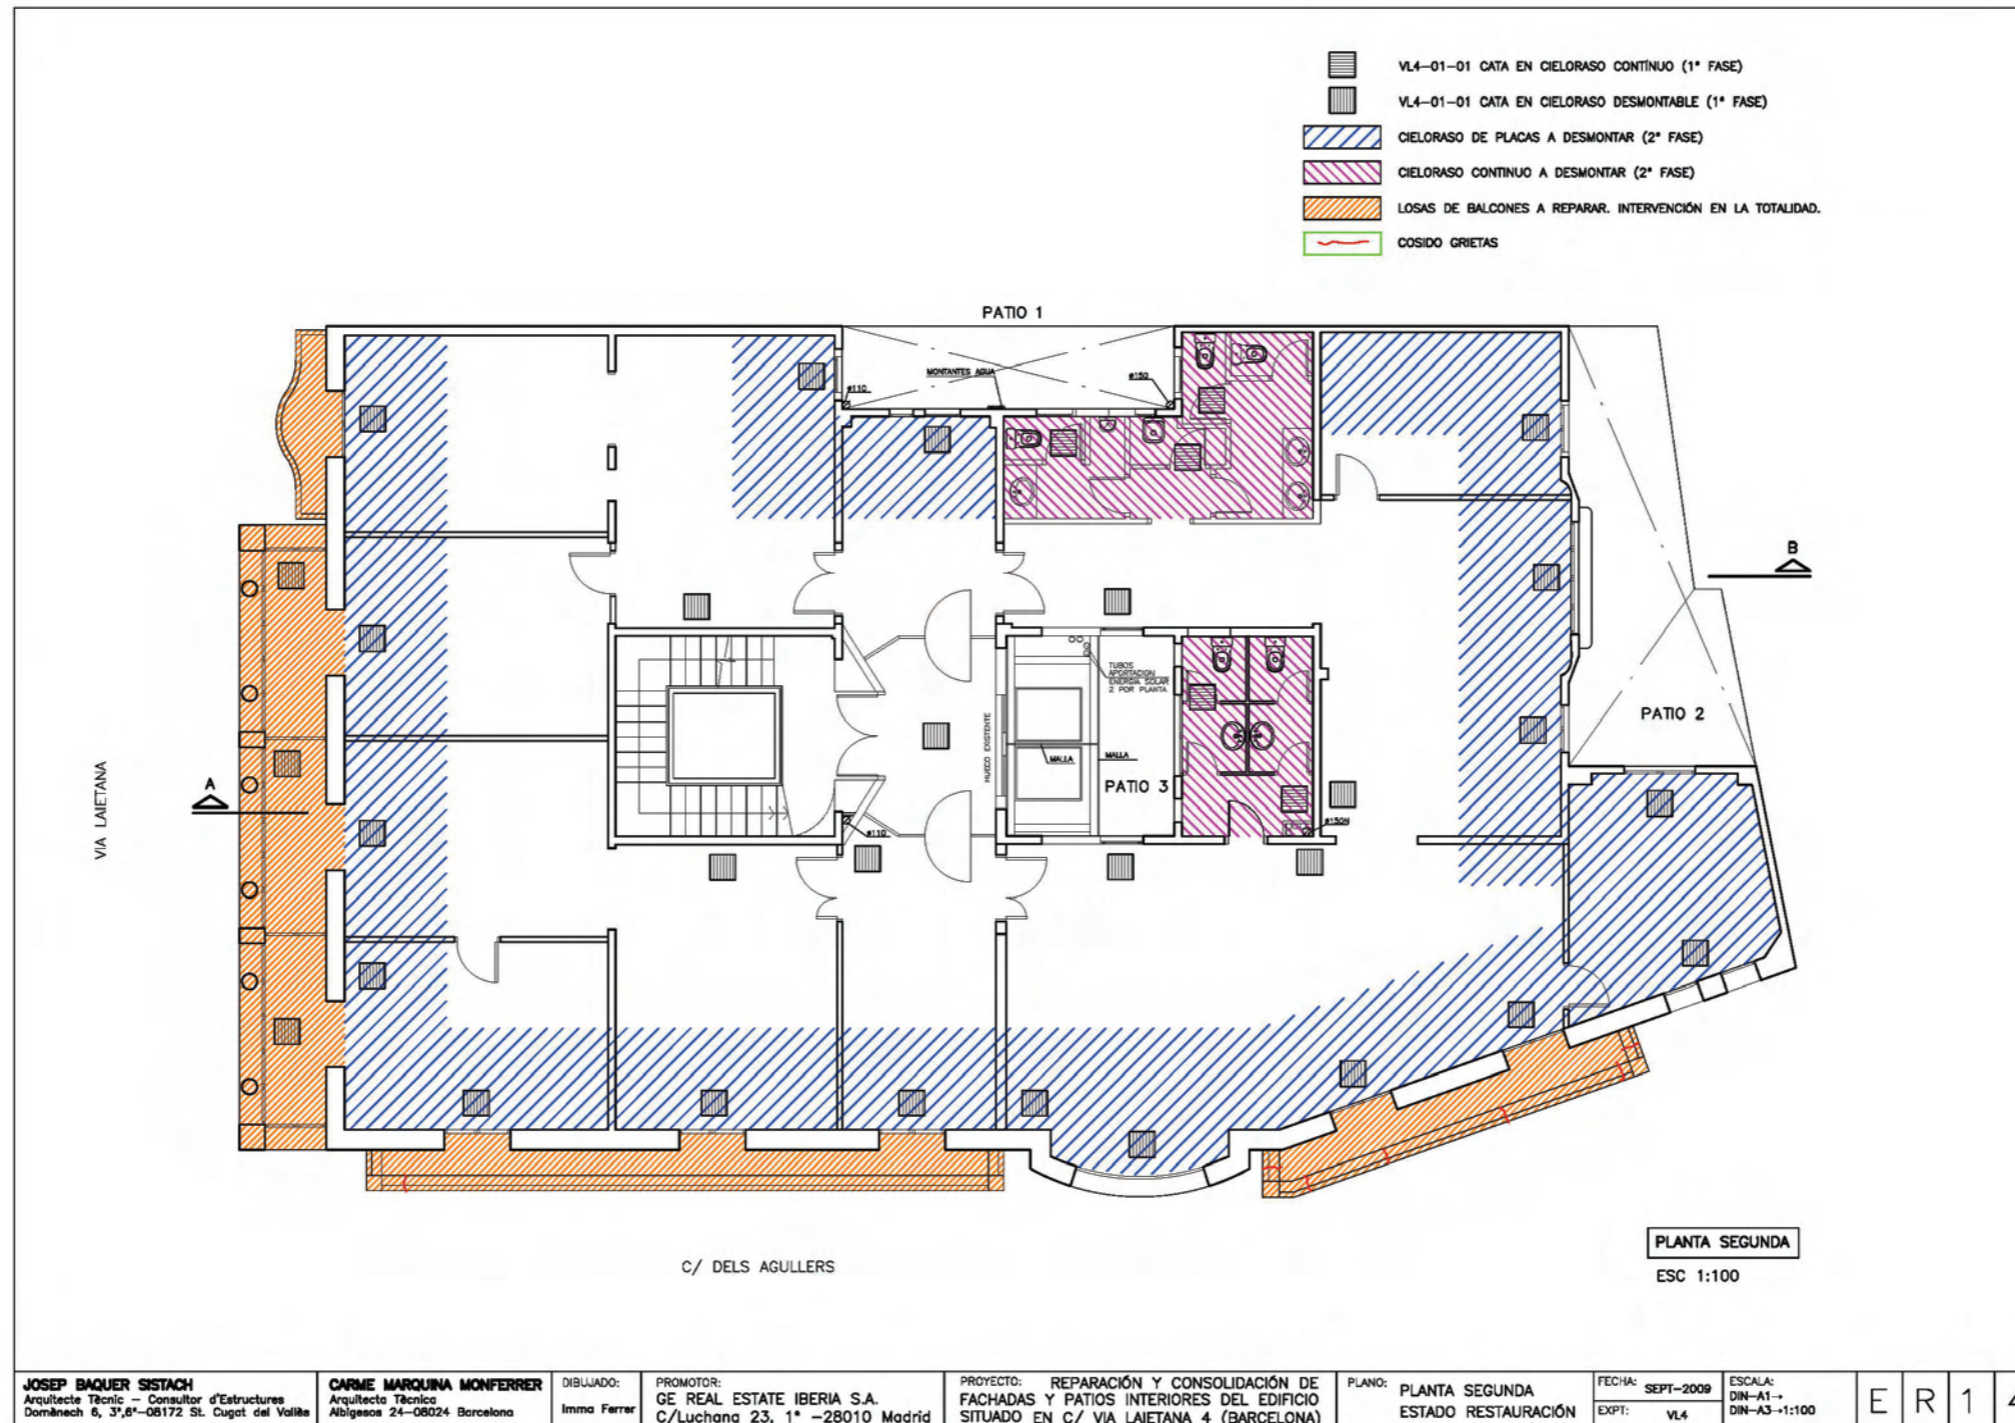 VL4-01-01 CATA EN CIELORASO CONTÍNUO (1ª FASE)
VL4-01-01 CATA EN CIELORASO DESMONTABLE (1ª FASE)
CIELORASO DE PLACAS A DESMONTAR (2ª FASE)
CIELORASO CONTINUO A DESMONTAR (2ª FASE)
LOSAS DE BALCONES A REPARAR. INTERVENCIÓN EN LA TOTALIDAD.
COSIDO GRIETAS
PATIO 1
MONTANTES AGUA
ø110
ø150
B
TUBOS
APORTACION
ENERGIA SOLAR
2 POR PLANTA
PATIO 2
HUECO EXISTENTE
MALLA
MALLA
PATIO 3
A
VIA LAIETANA
ø110
ø150N
C/ DELS AGULLERS
PLANTA SEGUNDA
ESC 1:100
JOSEP BAQUER SISTACH
Arquitecte Tècnic – Consultor d'Estructures
Domènech 6, 3ª,6ª-08172 St. Cugat del Vallès
CARME MARQUINA MONFERRER
Arquitecta Tècnica
Albigesos 24-08024 Barcelona
DIBUJADO:
Imma Ferrer
PROMOTOR:
GE REAL ESTATE IBERIA S.A.
C/Luchana 23, 1ª -28010 Madrid
PROYECTO: REPARACIÓN Y CONSOLIDACIÓN DE
FACHADAS Y PATIOS INTERIORES DEL EDIFICIO
SITUADO EN C/ VIA LAIETANA 4 (BARCELONA)
PLANO: PLANTA SEGUNDA
ESTADO RESTAURACIÓN
FECHA: SEPT-2009
EXPT: VL4
ESCALA:
DIN-A1→
DIN-A3→1:100
E R 1 4